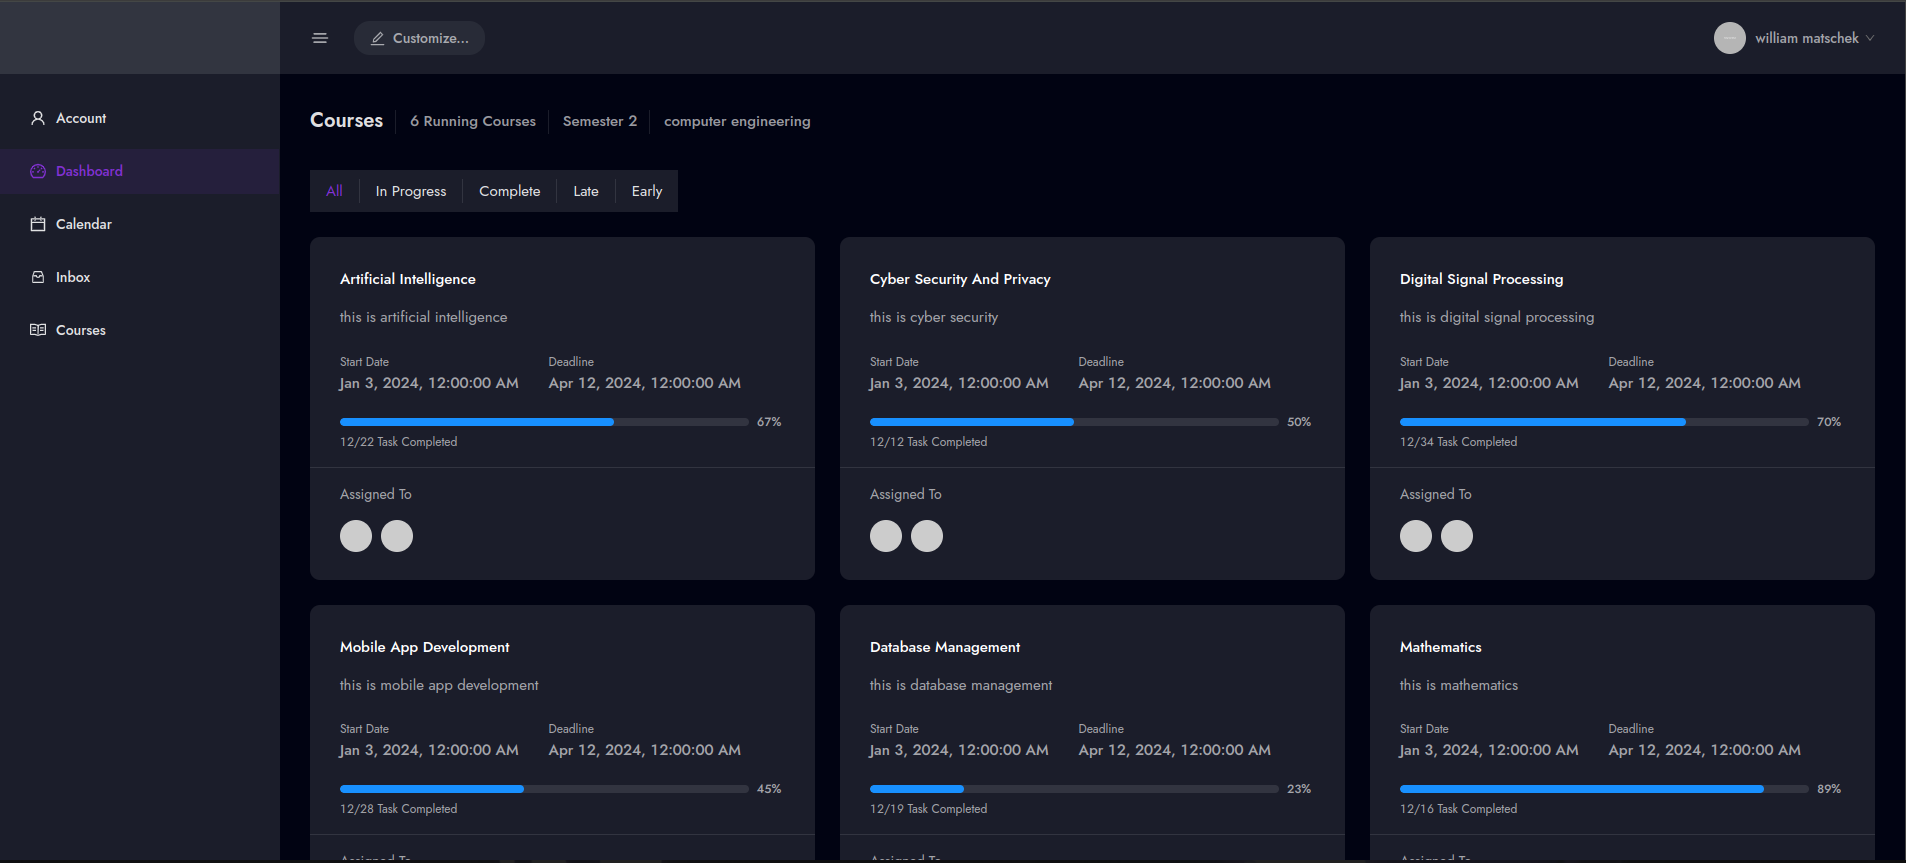 Customize...
william matschek
Account
Dashboard
Calendar
Inbox
Courses
Courses 6 Running Courses Semester 2 computer engineering
All In Progress Complete Late Early
Artificial Intelligence
this is artificial intelligence
Start Date Deadline
Jan 3, 2024, 12:00:00 AM Apr 12, 2024, 12:00:00 AM
67%
12/22 Task Completed
Assigned To
Cyber Security And Privacy
this is cyber security
Start Date Deadline
Jan 3, 2024, 12:00:00 AM Apr 12, 2024, 12:00:00 AM
50%
12/12 Task Completed
Assigned To
Digital Signal Processing
this is digital signal processing
Start Date Deadline
Jan 3, 2024, 12:00:00 AM Apr 12, 2024, 12:00:00 AM
70%
12/34 Task Completed
Assigned To
Mobile App Development
this is mobile app development
Start Date Deadline
Jan 3, 2024, 12:00:00 AM Apr 12, 2024, 12:00:00 AM
45%
12/28 Task Completed
Assigned To
Database Management
this is database management
Start Date Deadline
Jan 3, 2024, 12:00:00 AM Apr 12, 2024, 12:00:00 AM
23%
12/19 Task Completed
Assigned To
Mathematics
this is mathematics
Start Date Deadline
Jan 3, 2024, 12:00:00 AM Apr 12, 2024, 12:00:00 AM
89%
12/16 Task Completed
Assigned To